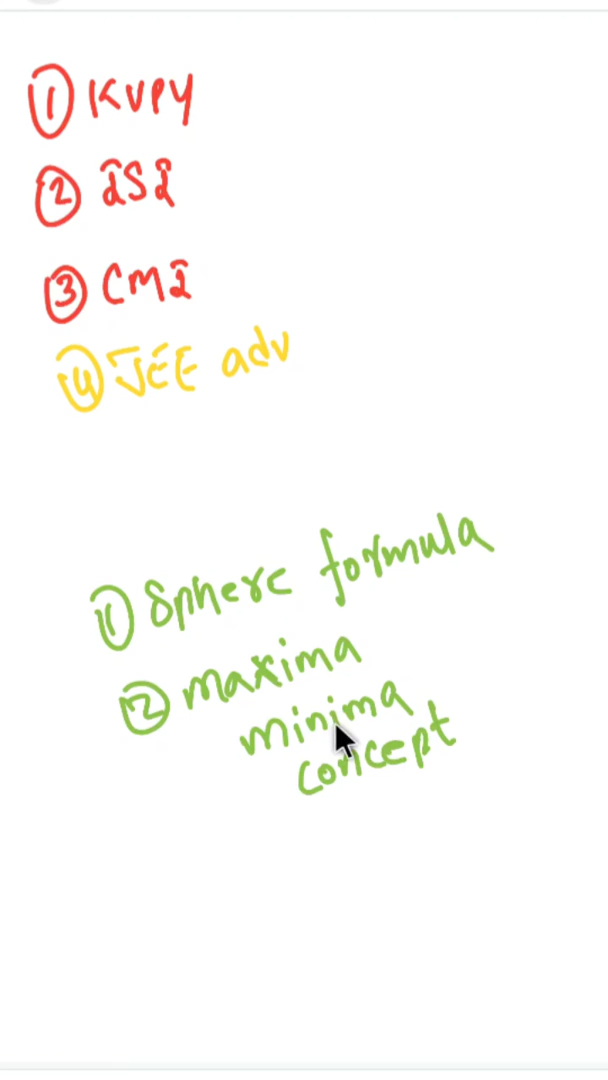 ① KVPY
② ISI
③ CMI
④ JEE adv
① Sphere formula
② maxima
minima
concept